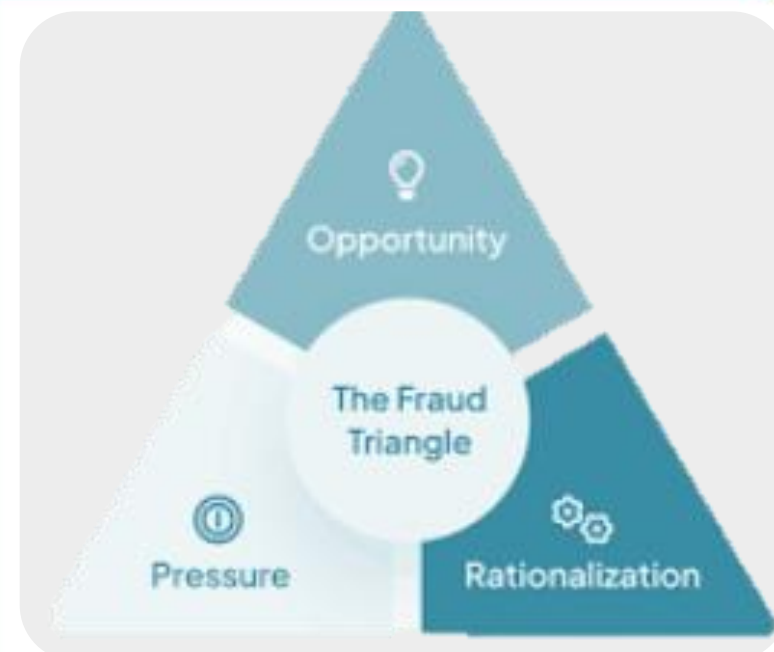 Opportunity
The Fraud
Triangle
Pressure
Rationalization